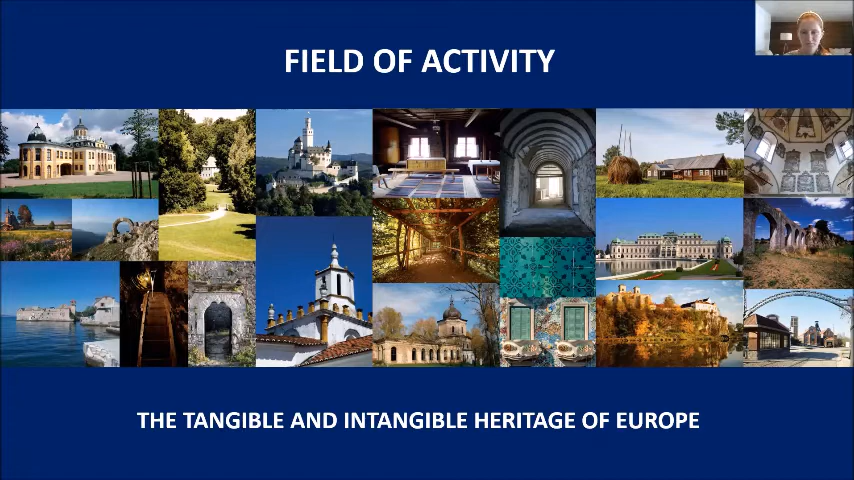 FIELD OF ACTIVITY
THE TANGIBLE AND INTANGIBLE HERITAGE OF EUROPE